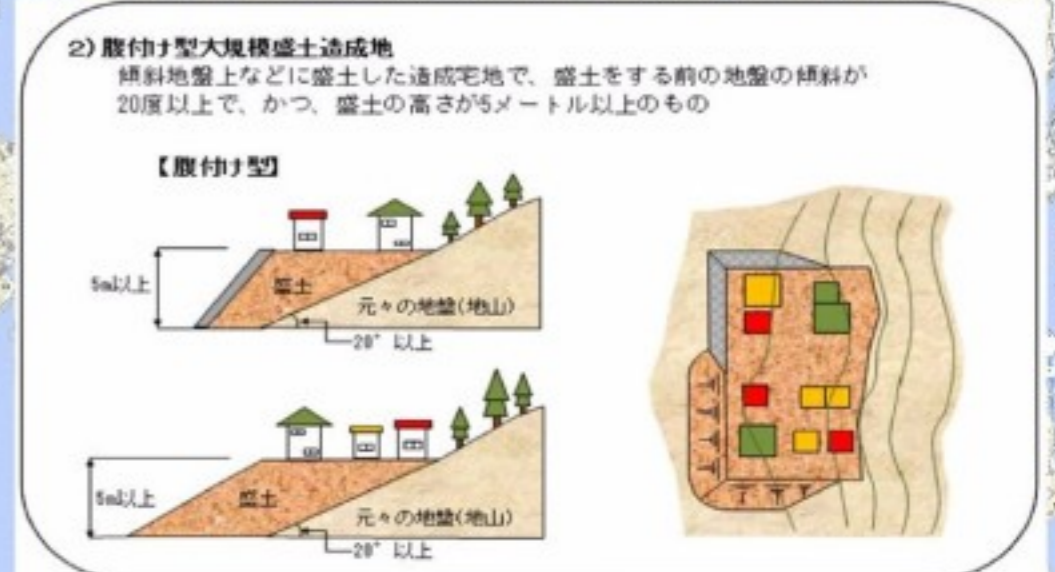 2) 腹付け型大規模盛土造成地
傾斜地盤上などに盛土した造成宅地で、盛土をする前の地盤の傾斜が
20度以上で、かつ、盛土の高さが5メートル以上のもの
【腹付け型】
5m以上
盛土
元々の地盤(地山)
20° 以上
5m以上
盛土
元々の地盤(地山)
20° 以上